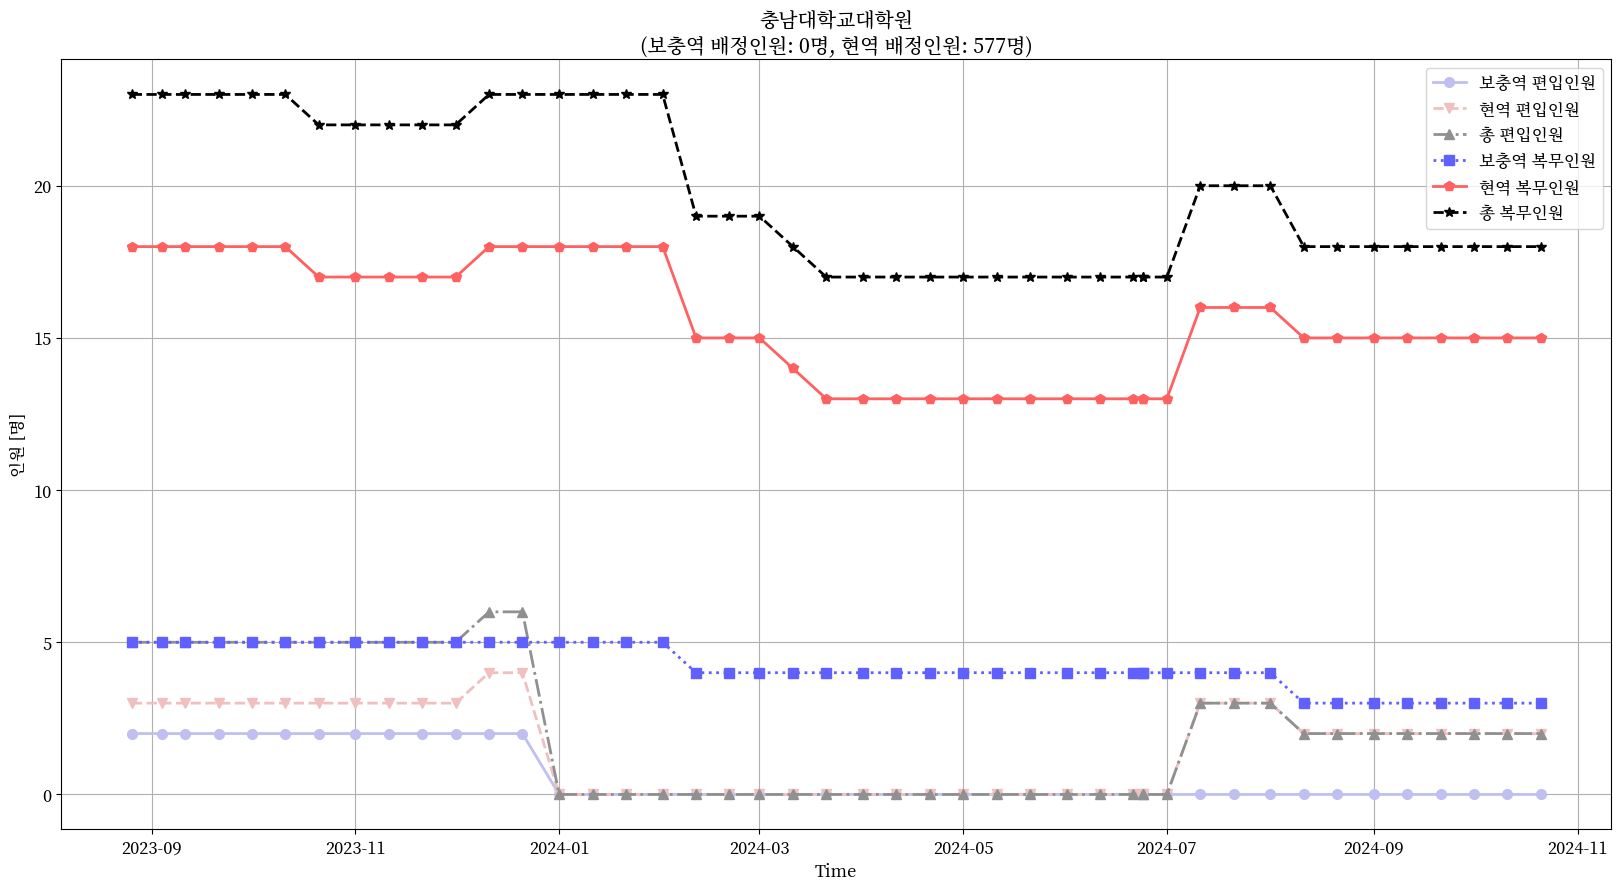 충남대학교대학원
(보충역 배정인원: 0명, 현역 배정인원: 577명)
보충역 편입인원
현역 편입인원
총 편입인원
보충역 복무인원
현역 복무인원
총 복무인원
인원 [명]
20
15
10
5
0
2023-09
2023-11
2024-01
2024-03
2024-05
2024-07
2024-09
2024-11
Time